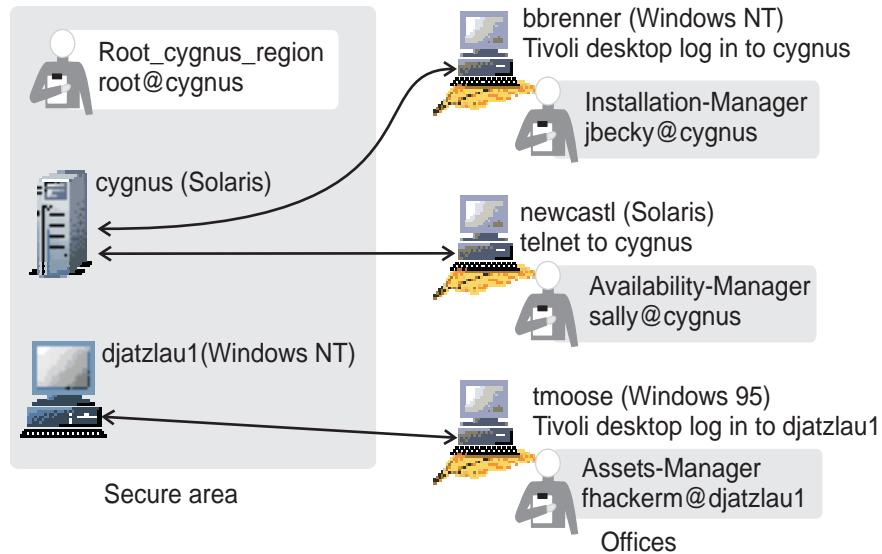 Root_cygnus_region
root@cygnus
cygnus (Solaris)
djatzlau1(Windows NT)
Secure area
bbrenner (Windows NT)
Tivoli desktop log in to cygnus
Installation-Manager
jbecky@cygnus
newcastl (Solaris)
telnet to cygnus
Availability-Manager
sally@cygnus
tmoose (Windows 95)
Tivoli desktop log in to djatzlau1
Assets-Manager
fhackerm@djatzlau1
Offices